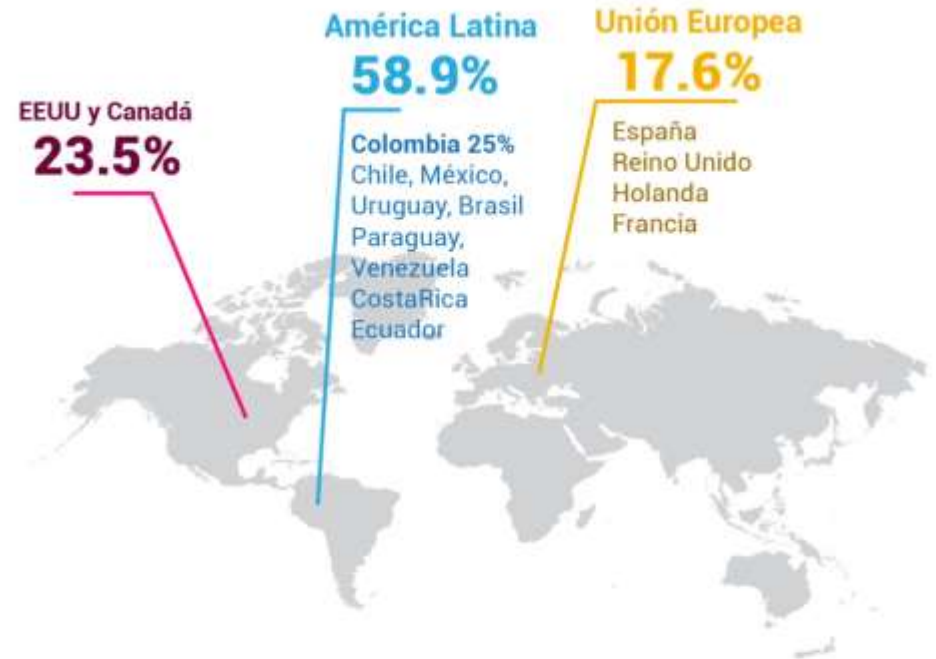 EEUU y Canadá
23.5%
América Latina
58.9%
Colombia 25%
Chile, México,
Uruguay, Brasil
Paraguay,
Venezuela
CostaRica
Ecuador
Unión Europea
17.6%
España
Reino Unido
Holanda
Francia